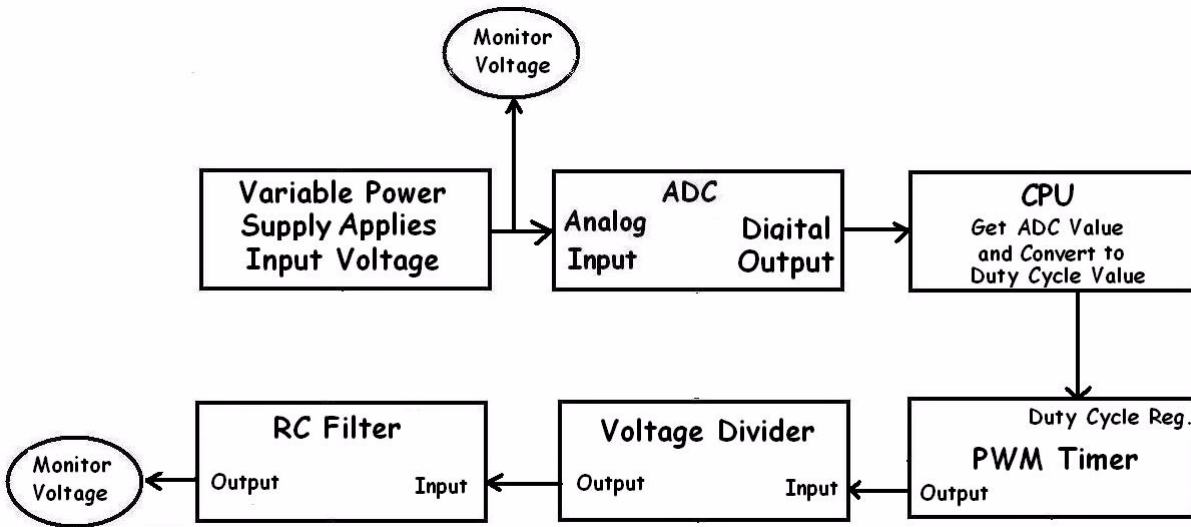 Monitor
Voltage
Variable Power
Supply Applies
Input Voltage
ADC
Analog
Input
Digital
Output
CPU
Get ADC Value
and Convert to
Duty Cycle Value
RC Filter
Output
Input
Voltage Divider
Output
Input
Duty Cycle Reg.
PWM Timer
Output
Monitor
Voltage